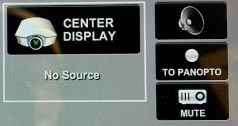 CENTER
DISPLAY
No Source
TO PANOPTO
MUTE